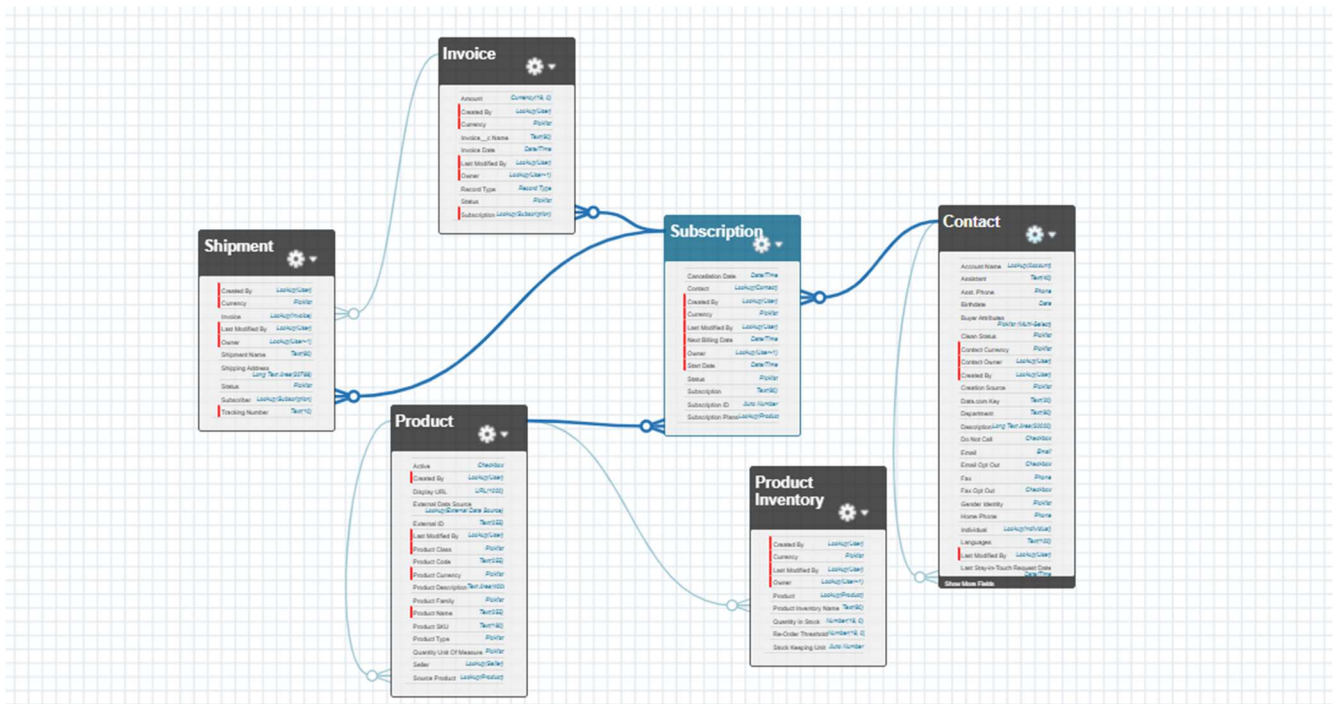 Invoice
Amount Currency(18, 0)
Created By Lookup(User)
Currency Picklist
Invoice__c Name Text(80)
Invoice Date Date/Time
Last Modified By Lookup(User)
Owner Lookup(User+1)
Record Type Record Type
Status Picklist
Subscription Lookup(Subscription)
Shipment
Created By Lookup(User)
Currency Picklist
Invoice Lookup(Invoice)
Last Modified By Lookup(User)
Owner Lookup(User+1)
Shipment Name Text(80)
Shipping Address
Long Text Area(32768)
Status Picklist
Subscriber Lookup(Subscription)
Tracking Number Text(10)
Subscription
Cancellation Date Date/Time
Contact Lookup(Contact)
Created By Lookup(User)
Currency Picklist
Last Modified By Lookup(User)
Next Billing Date Date/Time
Owner Lookup(User+1)
Start Date Date/Time
Status Picklist
Subscription Text(80)
Subscription ID Auto Number
Subscription Plans Lookup(Product
Contact
Account Name Lookup(Account)
Assistant Text(40)
Asst. Phone Phone
Birthdate Date
Buyer Attributes
Picklist (Multi-Select)
Clean Status Picklist
Contact Currency Picklist
Contact Owner Lookup(User)
Created By Lookup(User)
Creation Source Picklist
Data.com Key Text(20)
Department Text(80)
Description Long Text Area(32000)
Do Not Call Checkbox
Email Email
Email Opt Out Checkbox
Fax Phone
Fax Opt Out Checkbox
Gender Identity Picklist
Home Phone Phone
Individual Lookup(Individual)
Languages Text(100)
Last Modified By Lookup(User)
Last Stay-in-Touch Request Date
Date/Time
Show More Fields
Product
Active Checkbox
Created By Lookup(User)
Display URL URL(1000)
External Data Source
Lookup(External Data Source)
External ID Text(255)
Last Modified By Lookup(User)
Product Class Picklist
Product Code Text(255)
Product Currency Picklist
Product Description Text Area(400
Product Family Picklist
Product Name Text(255)
Product SKU Text(180)
Product Type Picklist
Quantity Unit Of Measure Picklist
Seller Lookup(Seller)
Source Product Lookup(Product)
Product
Inventory
Created By Lookup(User)
Currency Picklist
Last Modified By Lookup(User)
Owner Lookup(User+1)
Product Lookup(Product)
Product Inventory Name Text(80)
Quantity in Stock Number(18, 0)
Re-Order Threshold Number(18, 0)
Stock Keeping Unit Auto Number